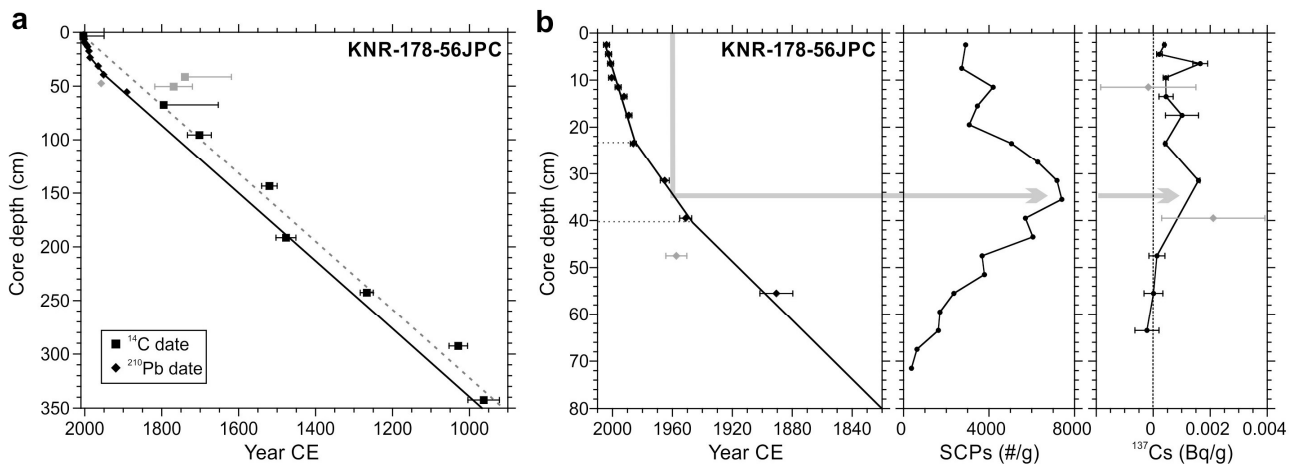 a
KNR-178-56JPC
0
50
100
150
200
250
300
350
Core depth (cm)
14C date
210Pb date
2000 1800 1600 1400 1200 1000
Year CE
b
KNR-178-56JPC
0
10
20
30
40
50
60
70
80
Core depth (cm)
2000 1960 1920 1880 1840
Year CE
0 4000 8000
SCPs (#/g)
0 0.002 0.004
137Cs (Bq/g)